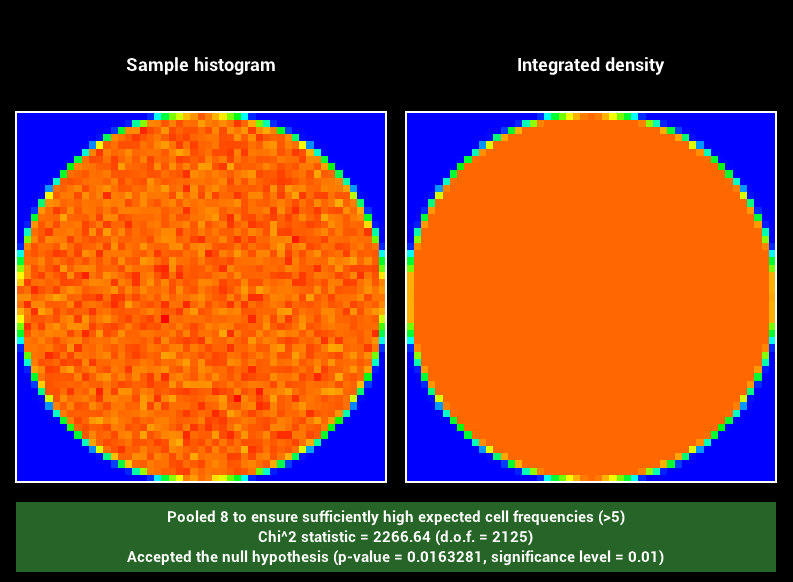 Sample histogram
Integrated density
Pooled 8 to ensure sufficiently high expected cell frequencies (>5)
Chi^2 statistic = 2266.64 (d.o.f. = 2125)
Accepted the null hypothesis (p-value = 0.0163281, significance level = 0.01)